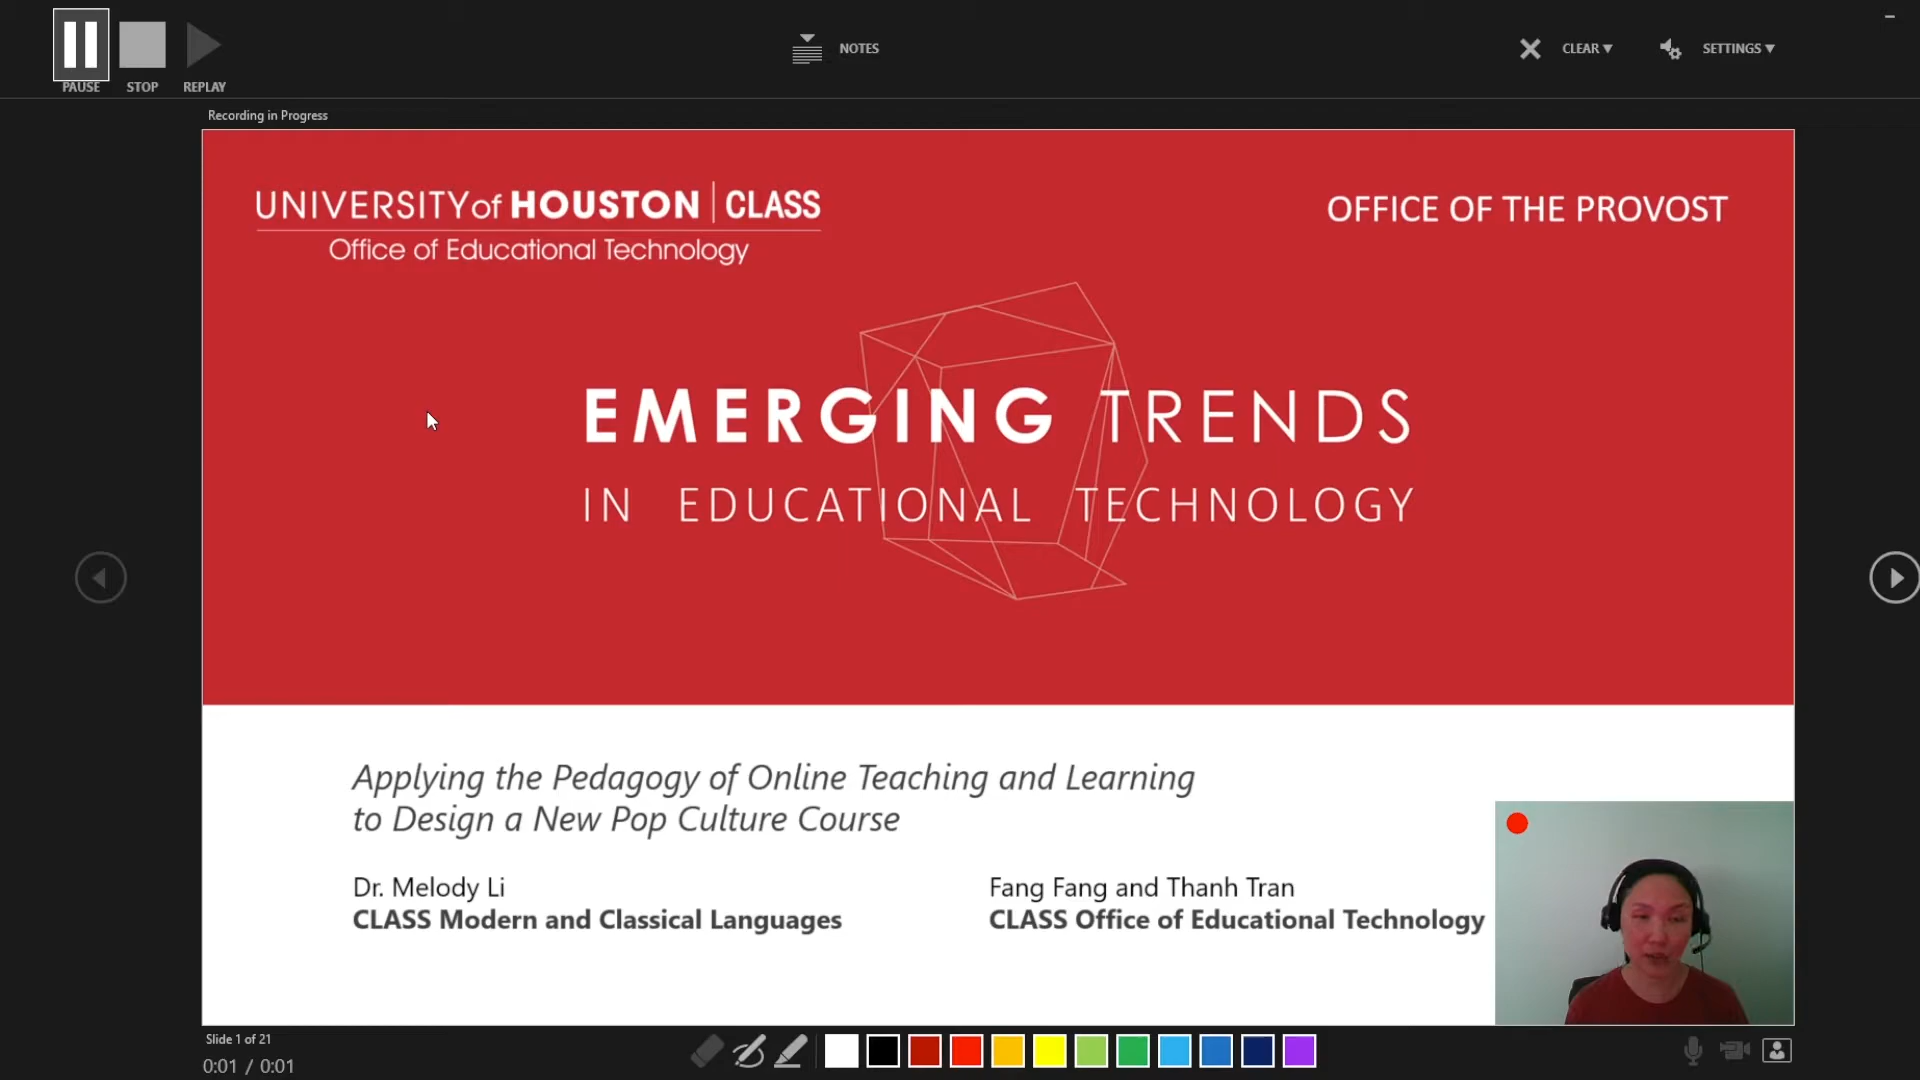 PAUSE STOP REPLAY
NOTES
CLEAR
SETTINGS
Recording in Progress
UNIVERSITY of HOUSTON | CLASS
Office of Educational Technology
OFFICE OF THE PROVOST
EMERGING TRENDS
IN EDUCATIONAL TECHNOLOGY
Applying the Pedagogy of Online Teaching and Learning
to Design a New Pop Culture Course
Dr. Melody Li
CLASS Modern and Classical Languages
Fang Fang and Thanh Tran
CLASS Office of Educational Technology
Slide 1 of 21
0:01 / 0:01